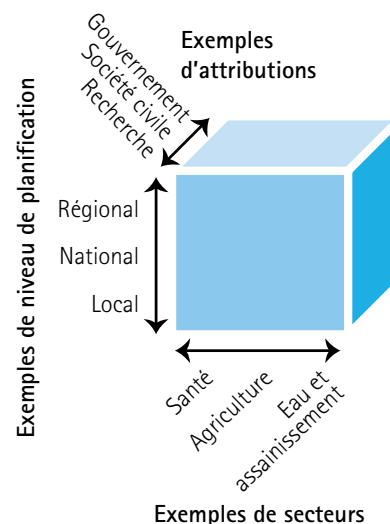 Exemples
d'attributions
Gouvernement
Société civile
Recherche
Exemples de niveau de planification
Régional
National
Local
Santé
Agriculture
Eau et
assainissement
Exemples de secteurs